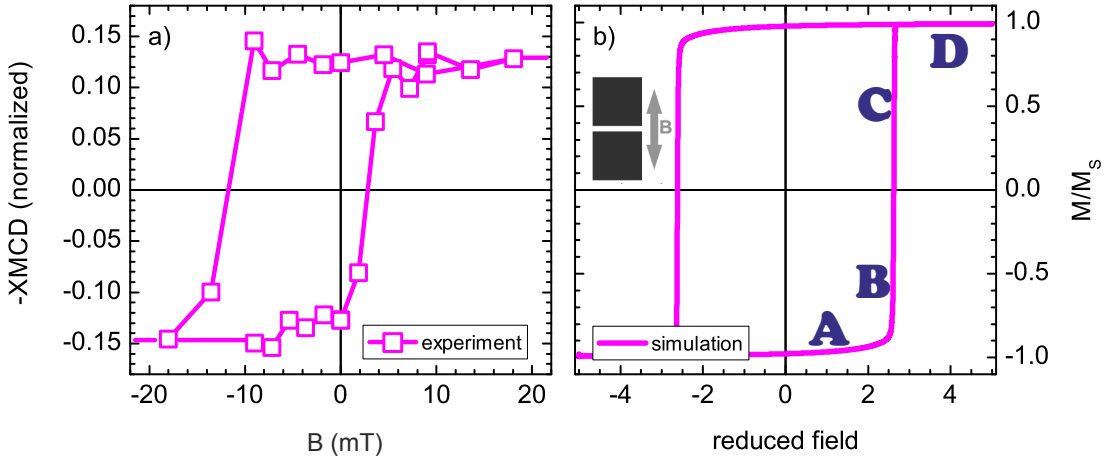 a)
0.15
0.10
0.05
0.00
-0.05
-0.10
-0.15
-XMCD (normalized)
-20
-10
0
10
20
B (mT)
experiment
b)
B
A
B
C
D
simulation
1.0
0.5
0.0
-0.5
-1.0
M/MS
-4
-2
0
2
4
reduced field